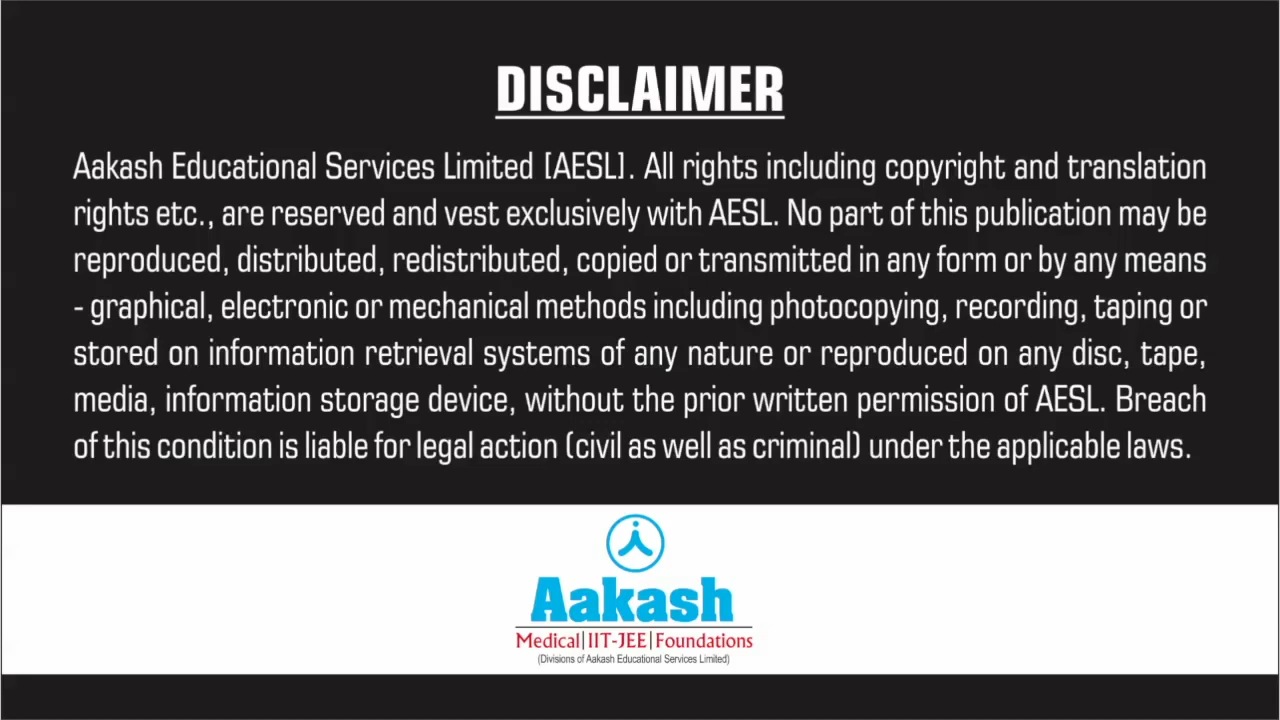 DISCLAIMER
Aakash Educational Services Limited [AESL]. All rights including copyright and translation
rights etc., are reserved and vest exclusively with AESL. No part of this publication may be
reproduced, distributed, redistributed, copied or transmitted in any form or by any means
- graphical, electronic or mechanical methods including photocopying, recording, taping or
stored on information retrieval systems of any nature or reproduced on any disc, tape,
media, information storage device, without the prior written permission of AESL. Breach
of this condition is liable for legal action (civil as well as criminal) under the applicable laws.
Aakash
Medical|IIT-JEE|Foundations
(Divisions of Aakash Educational Services Limited)